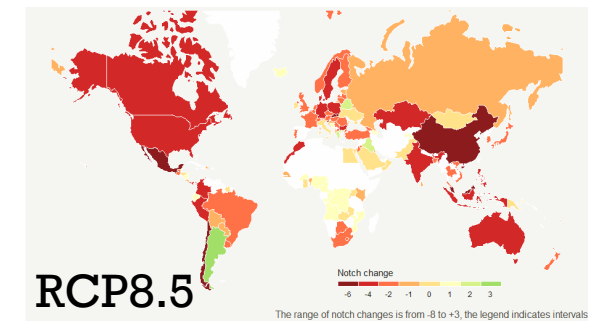 RCP8.5
Notch change
-6 -4 -2 -1 0 1 2 3
The range of notch changes is from -8 to +3, the legend indicates intervals